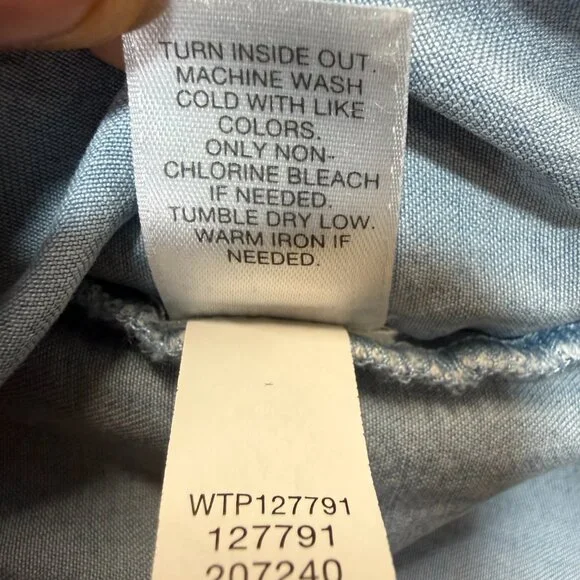 TURN INSIDE OUT.
MACHINE WASH
COLD WITH LIKE
COLORS.
ONLY NON-
CHLORINE BLEACH
IF NEEDED.
TUMBLE DRY LOW.
WARM IRON IF
NEEDED.
WTP127791
127791
207240